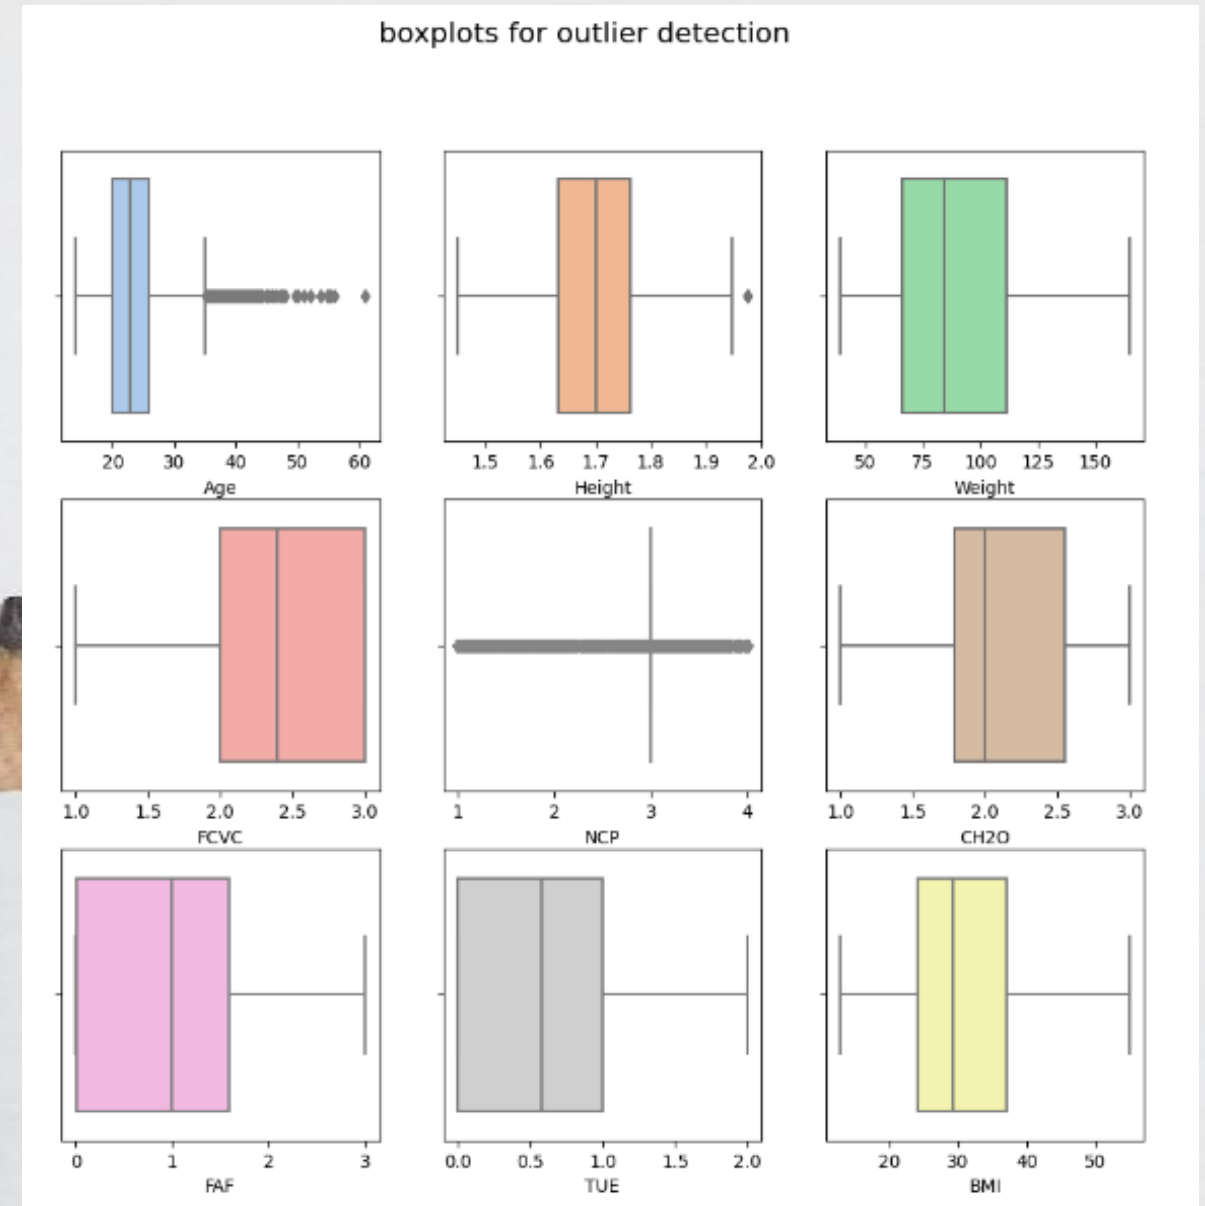 boxplots for outlier detection
20 30 40 50 60
Age
1.5 1.6 1.7 1.8 1.9 2.0
Height
50 75 100 125 150
Weight
1.0 1.5 2.0 2.5 3.0
FCVC
1 2 3 4
NCP
1.0 1.5 2.0 2.5 3.0
CH2O
0 1 2 3
FAF
0.0 0.5 1.0 1.5 2.0
TUE
20 30 40 50
BMI